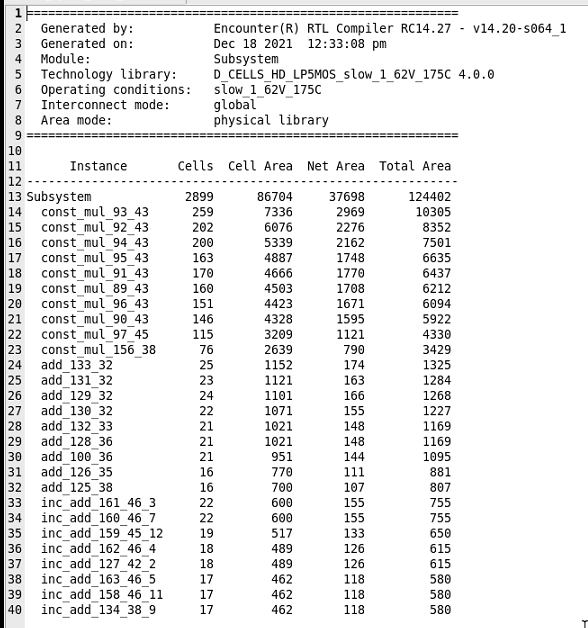 1 ============================================================
2   Generated by:           Encounter(R) RTL Compiler RC14.27 - v14.20-s064_1
3   Generated on:           Dec 18 2021  12:33:08 pm
4   Module:                 Subsystem
5   Technology library:     D_CELLS_HD_LP5MOS_slow_1_62V_175C 4.0.0
6   Operating conditions:   slow_1_62V_175C
7   Interconnect mode:      global
8   Area mode:              physical library
9 ============================================================
10
11       Instance       Cells  Cell Area  Net Area  Total Area
12 ------------------------------------------------------------
13 Subsystem             2899      86704     37698      124402
14   const_mul_93_43      259       7336      2969       10305
15   const_mul_92_43      202       6076      2276        8352
16   const_mul_94_43      200       5339      2162        7501
17   const_mul_95_43      163       4887      1748        6635
18   const_mul_91_43      170       4666      1770        6437
19   const_mul_89_43      160       4503      1708        6212
20   const_mul_96_43      151       4423      1671        6094
21   const_mul_90_43      146       4328      1595        5922
22   const_mul_97_45      115       3209      1121        4330
23   const_mul_156_38      76       2639       790        3429
24   add_133_32            25       1152       174        1325
25   add_131_32            23       1121       163        1284
26   add_129_32            24       1101       166        1268
27   add_130_32            22       1071       155        1227
28   add_132_33            21       1021       148        1169
29   add_128_36            21       1021       148        1169
30   add_100_36            21        951       144        1095
31   add_126_35            16        770       111         881
32   add_125_38            16        700       107         807
33   inc_add_161_46_3      22        600       155         755
34   inc_add_160_46_7      22        600       155         755
35   inc_add_159_45_12     19        517       133         650
36   inc_add_162_46_4      18        489       126         615
37   inc_add_127_42_2      18        489       126         615
38   inc_add_163_46_5      17        462       118         580
39   inc_add_158_46_11     17        462       118         580
40   inc_add_134_38_9      17        462       118         580